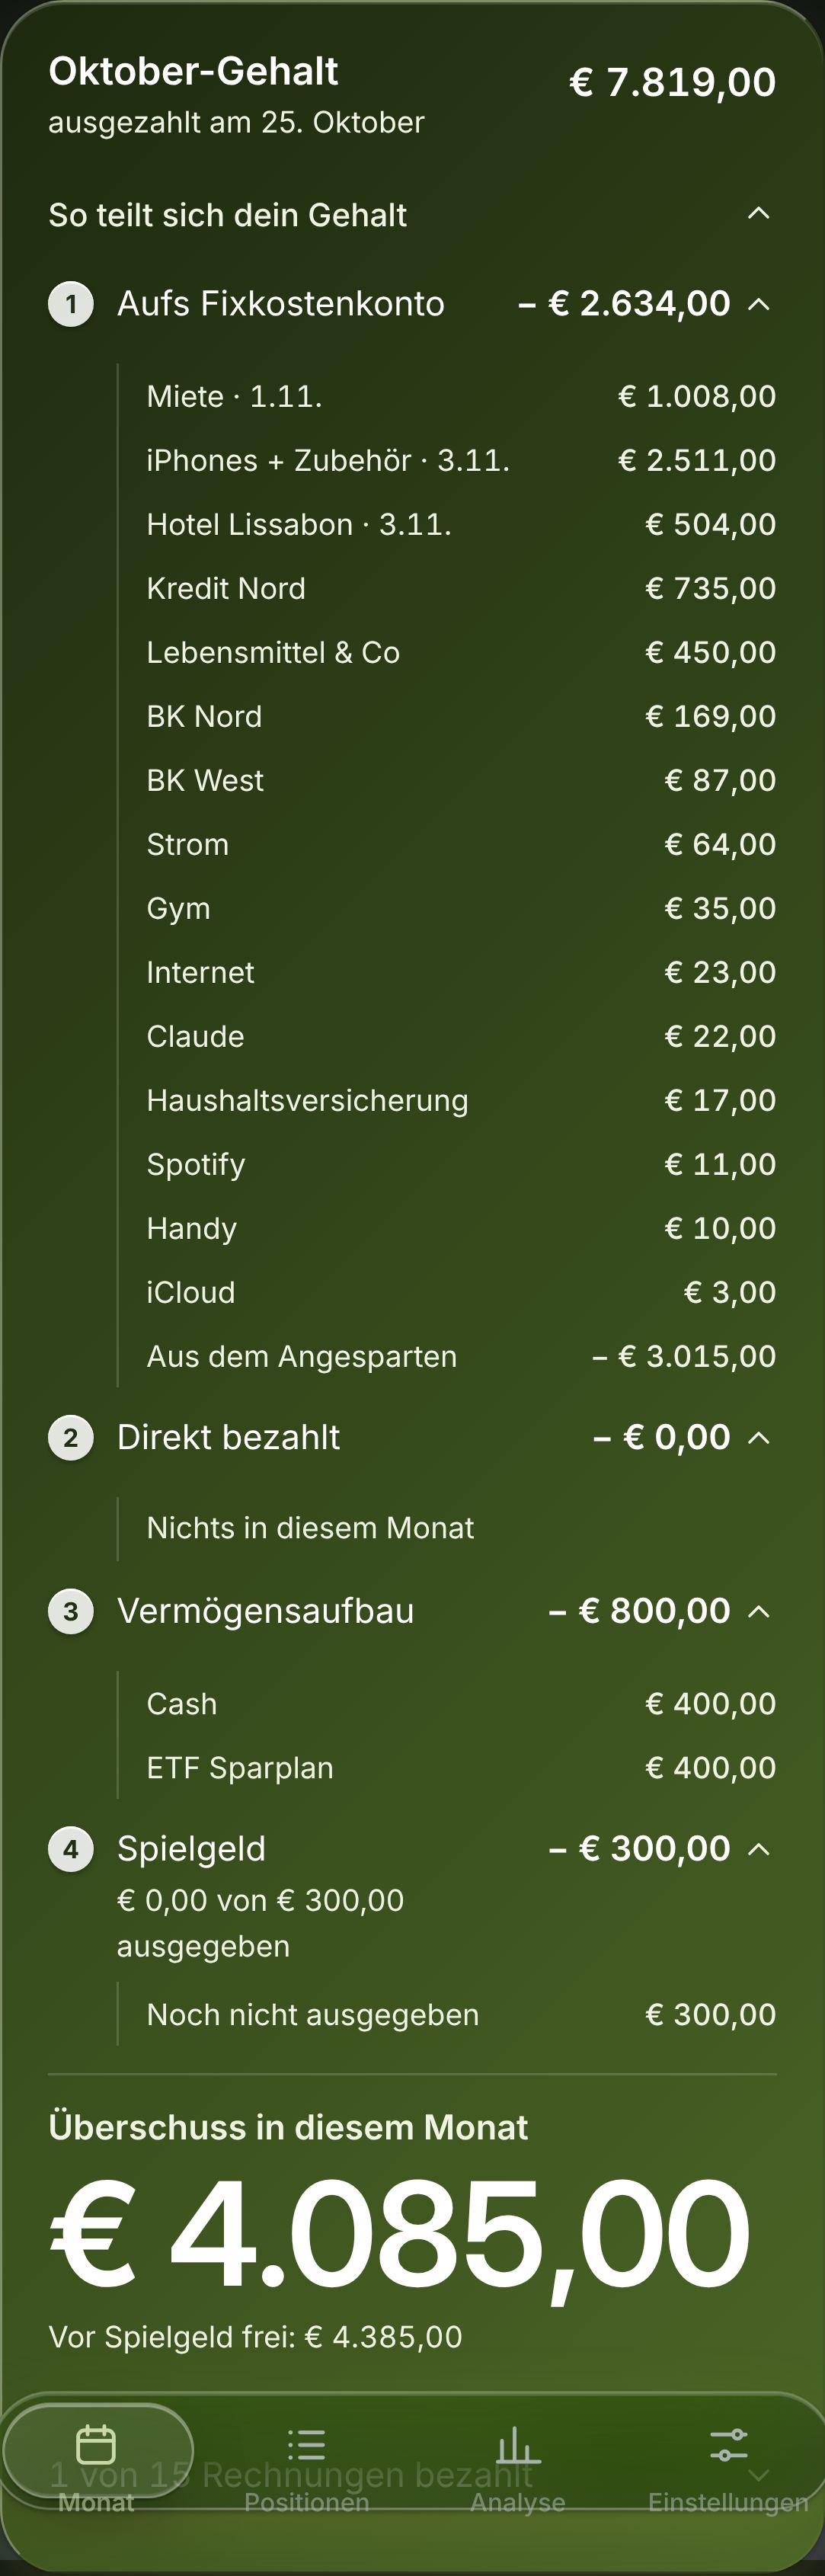 Oktober-Gehalt
€ 7.819,00
ausgezahlt am 25. Oktober
So teilt sich dein Gehalt
1 Aufs Fixkostenkonto – € 2.634,00
Miete · 1.11. € 1.008,00
iPhones + Zubehör · 3.11. € 2.511,00
Hotel Lissabon · 3.11. € 504,00
Kredit Nord € 735,00
Lebensmittel & Co € 450,00
BK Nord € 169,00
BK West € 87,00
Strom € 64,00
Gym € 35,00
Internet € 23,00
Claude € 22,00
Haushaltsversicherung € 17,00
Spotify € 11,00
Handy € 10,00
iCloud € 3,00
Aus dem Angesparten – € 3.015,00
2 Direkt bezahlt – € 0,00
Nichts in diesem Monat
3 Vermögensaufbau – € 800,00
Cash € 400,00
ETF Sparplan € 400,00
4 Spielgeld – € 300,00
€ 0,00 von € 300,00
ausgegeben
Noch nicht ausgegeben € 300,00
Überschuss in diesem Monat
€ 4.085,00
Vor Spielgeld frei: € 4.385,00
1 von 15 Rechnungen bezahlt
Monat Positionen Analyse Einstellungen